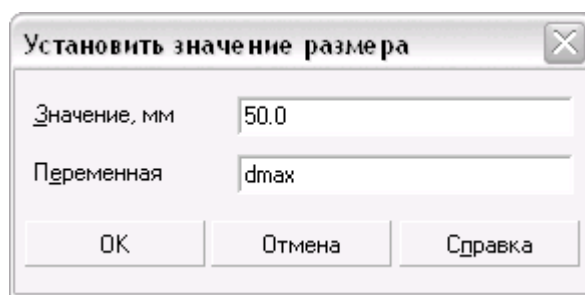 Установить значение размера
Значение, мм 50.0
Переменная dmax
OK Отмена Справка